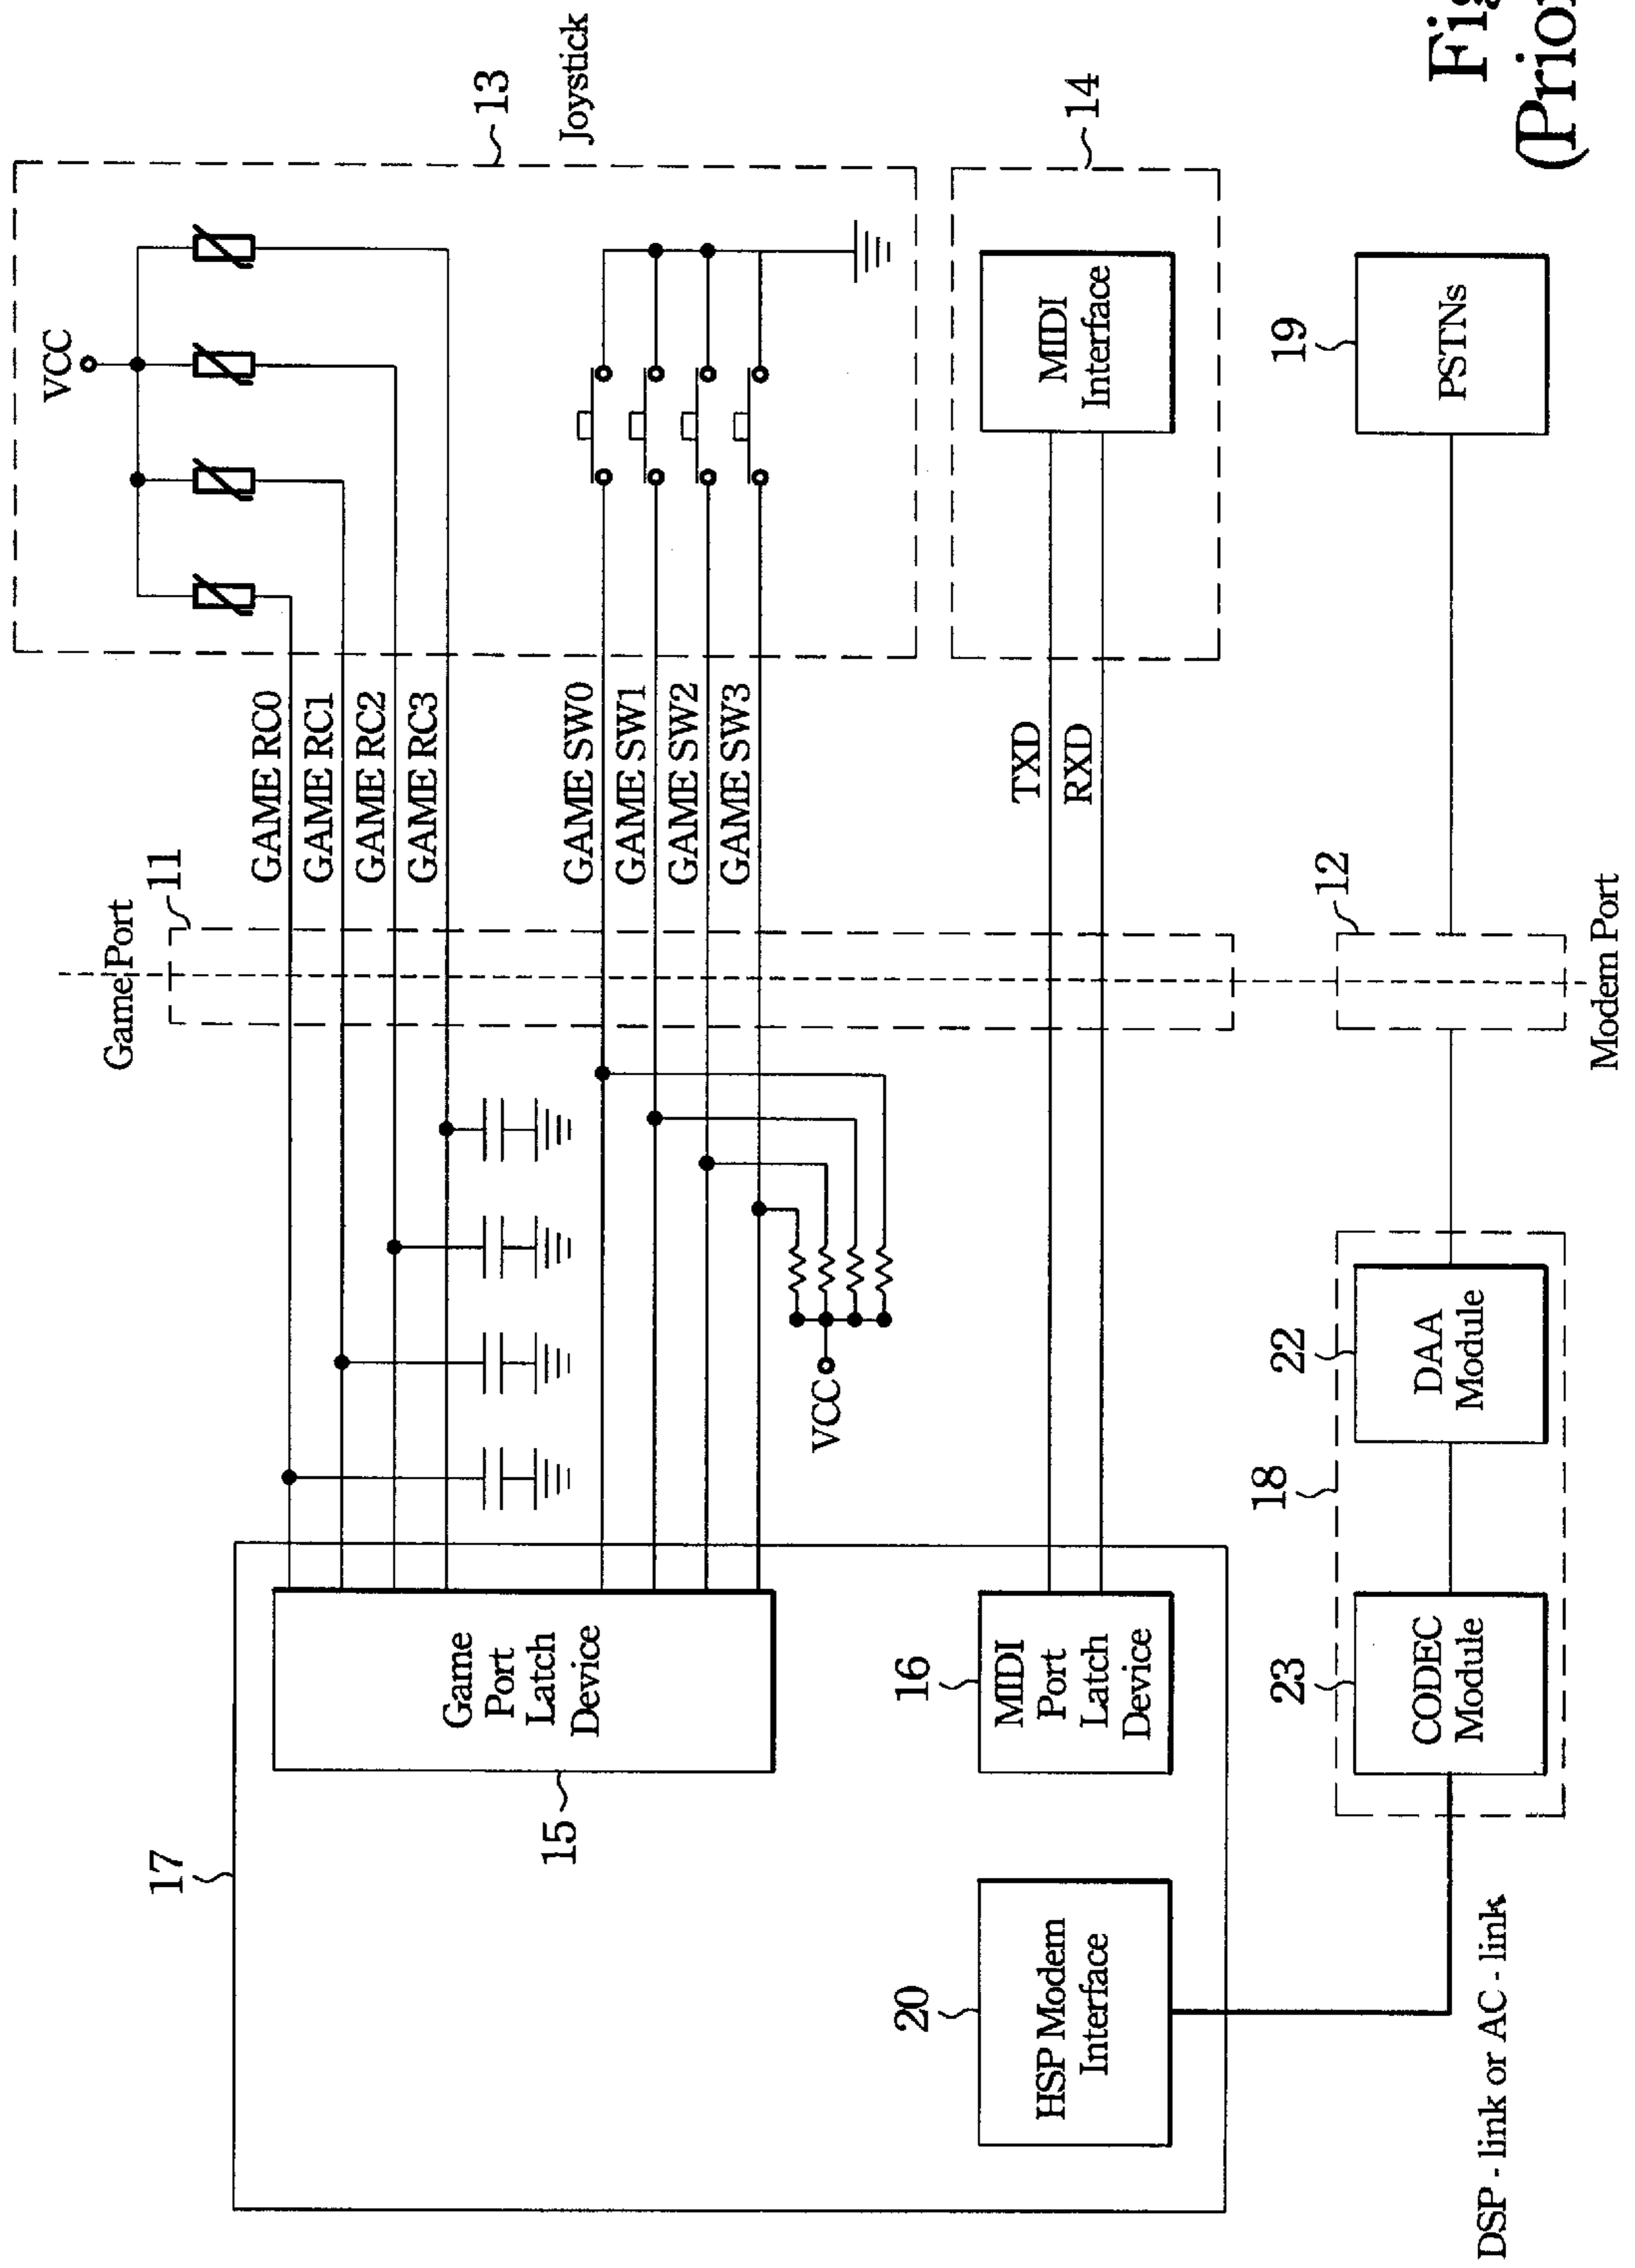 17
Game
Port
Latch
Device
15
HSP Modem
Interface
20
MIDI
Port
Latch
Device
16
DSP - link or AC - link
CODEC
Module
23
18
DAA
Module
22
VCC
Game Port
11
12
Modem Port
GAME RC0
GAME RC1
GAME RC2
GAME RC3
GAME SW0
GAME SW1
GAME SW2
GAME SW3
TXD
RXD
VCC
13
Joystick
14
MIDI
Interface
19
PSTNs